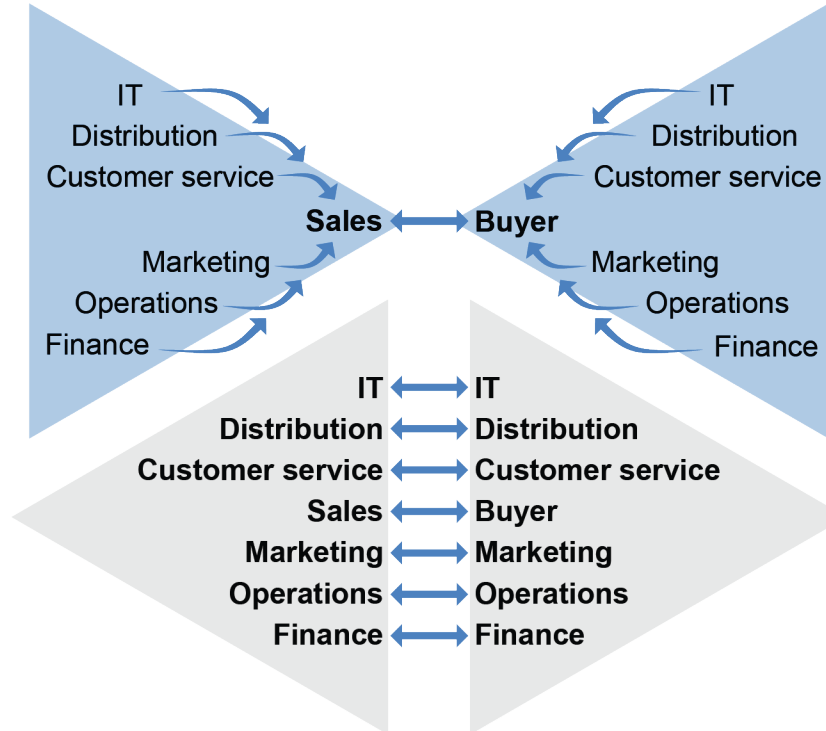 IT IT
Distribution Distribution
Customer service Customer service
Sales Buyer
Marketing Marketing
Operations Operations
Finance Finance
IT IT
Distribution Distribution
Customer service Customer service
Sales Buyer
Marketing Marketing
Operations Operations
Finance Finance